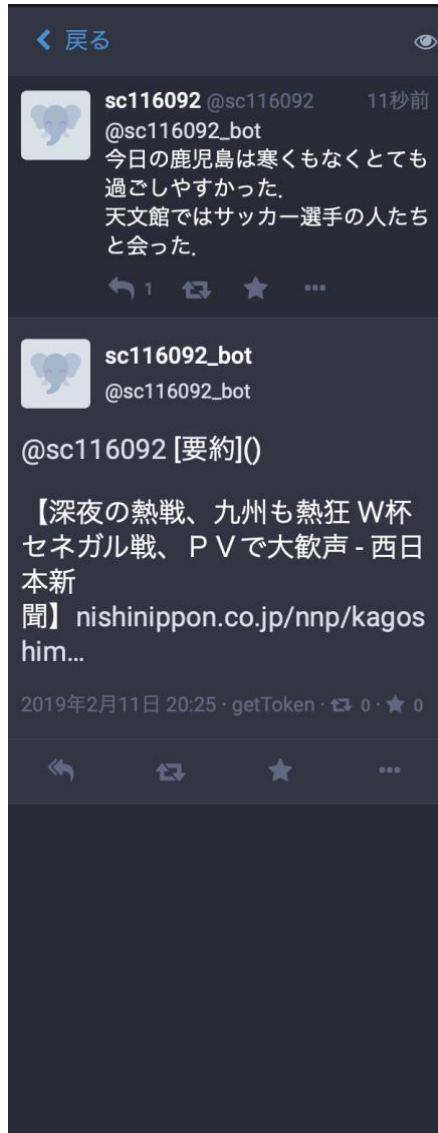 戻る
sc116092 @sc116092 11秒前
@sc116092_bot
今日の鹿児島は寒くもなくとても
過ごしやすかった.
天文館ではサッカー選手の人たち
と会った.
1
sc116092_bot
@sc116092_bot
@sc116092 [要約]()
【深夜の熱戦、九州も熱狂 W杯
セネガル戦、ＰＶで大歓声 - 西日
本新
聞】nishinippon.co.jp/nnp/kagos
him...
2019年2月11日 20:25 · getToken · 0 · 0